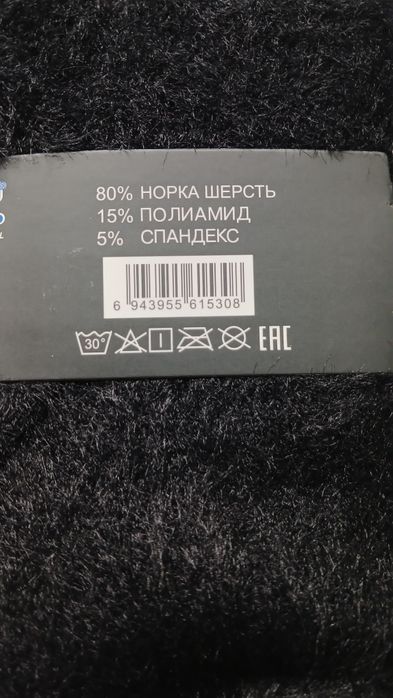 80% НОРКА ШЕРСТЬ
15% ПОЛИАМИД
5% СПАНДЕКС
6 943955 615308
30° EAC